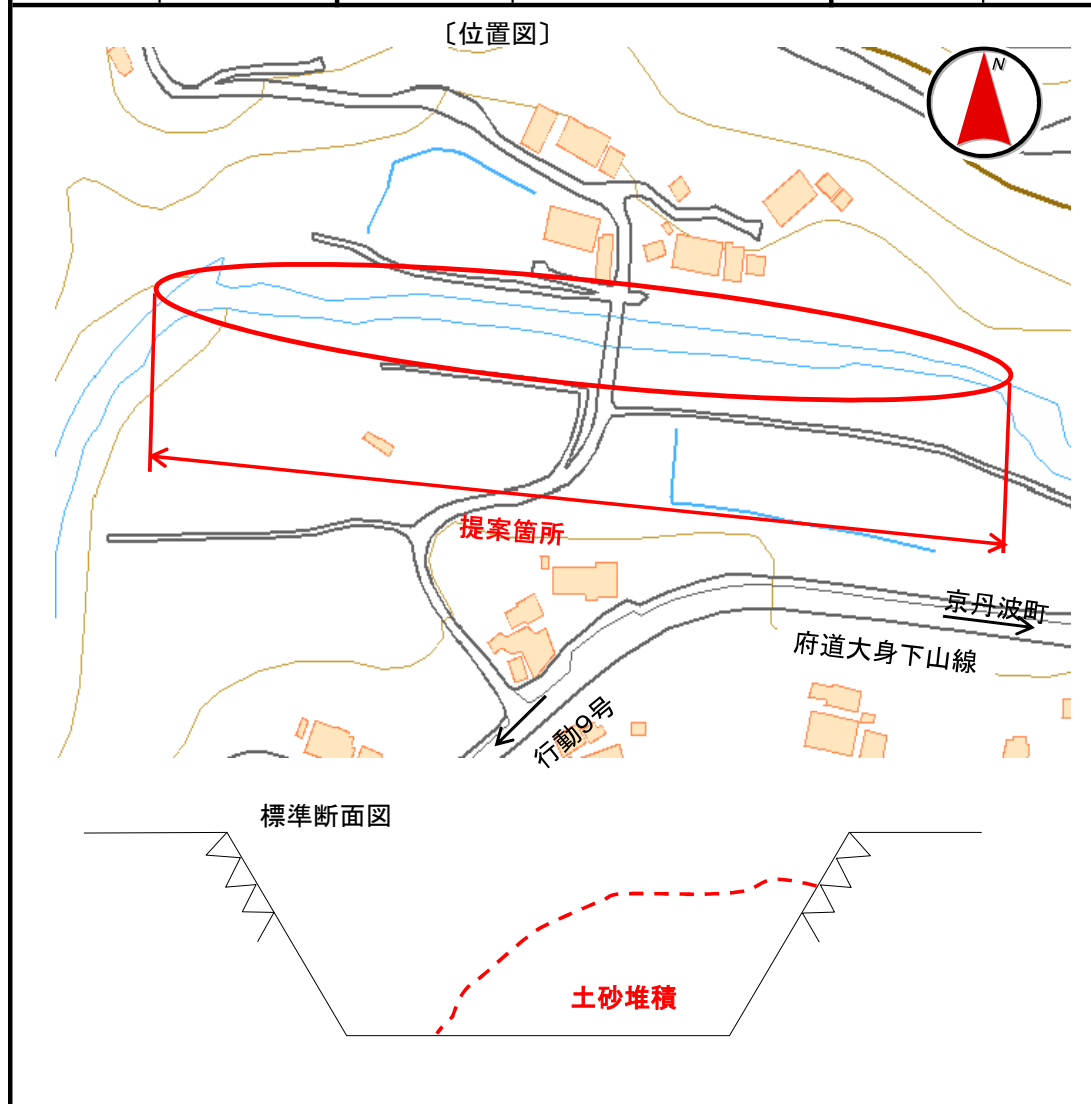 〔位置図〕
N
提案箇所
京丹波町
府道大身下山線
行動9号
標準断面図
土砂堆積